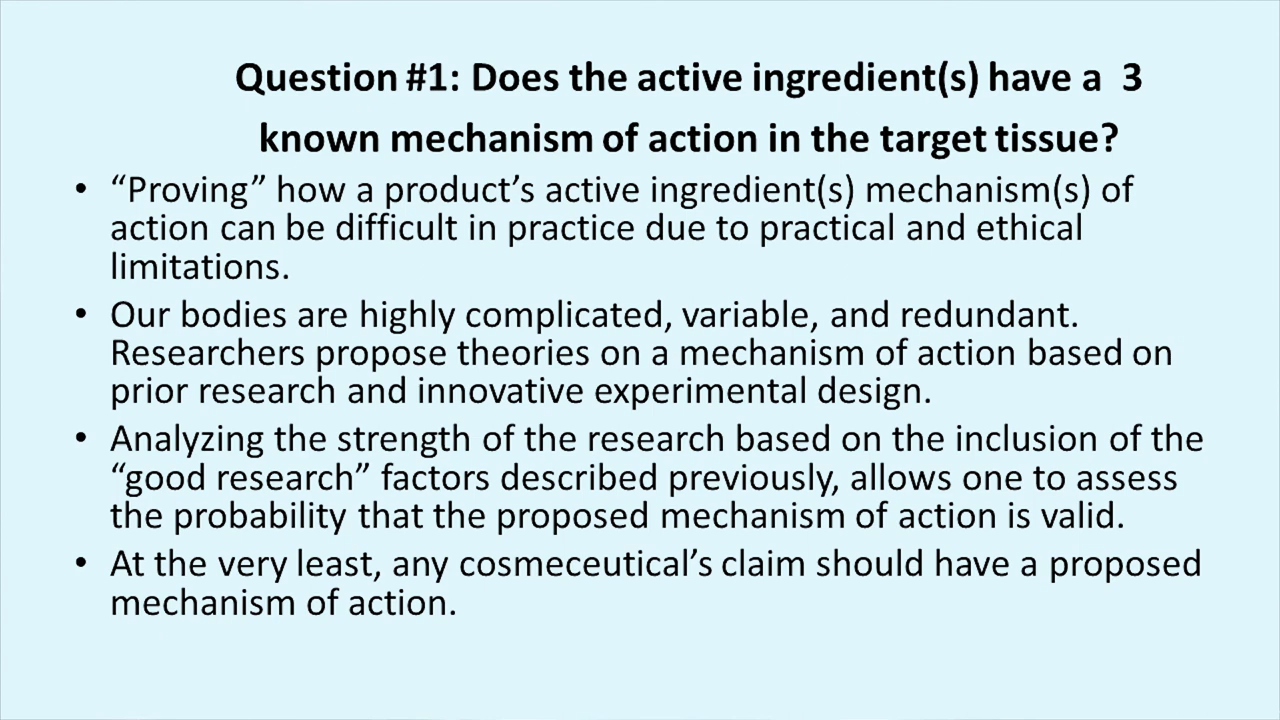 Question #1: Does the active ingredient(s) have a 3
known mechanism of action in the target tissue?
• “Proving” how a product’s active ingredient(s) mechanism(s) of
action can be difficult in practice due to practical and ethical
limitations.
• Our bodies are highly complicated, variable, and redundant.
Researchers propose theories on a mechanism of action based on
prior research and innovative experimental design.
• Analyzing the strength of the research based on the inclusion of the
“good research” factors described previously, allows one to assess
the probability that the proposed mechanism of action is valid.
• At the very least, any cosmeceutical’s claim should have a proposed
mechanism of action.